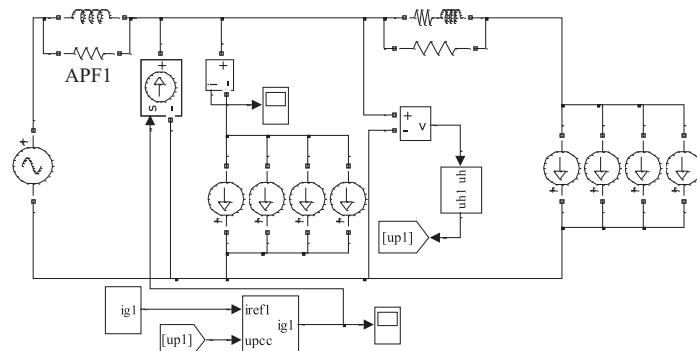 APF1
+
-
s
+
-
i
+
-
v
uh1 uh
[up1]
ig1
iref1
ig1
[up1]
upcc